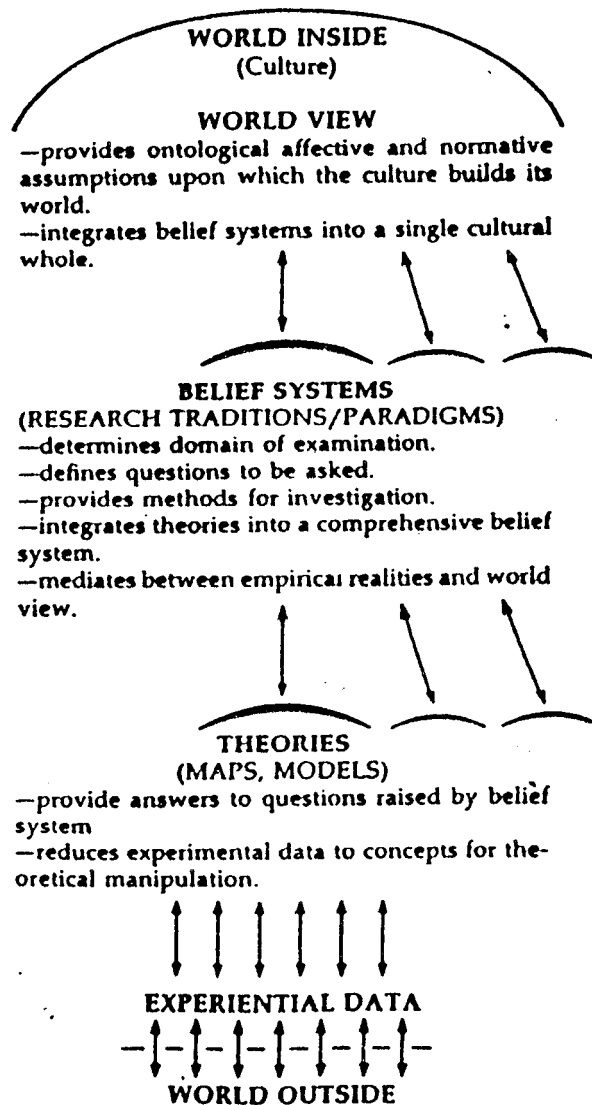 WORLD INSIDE
(Culture)
WORLD VIEW
—provides ontological affective and normative
assumptions upon which the culture builds its
world.
—integrates belief systems into a single cultural
whole.
BELIEF SYSTEMS
(RESEARCH TRADITIONS/PARADIGMS)
—determines domain of examination.
—defines questions to be asked.
—provides methods for investigation.
—integrates theories into a comprehensive belief
system.
—mediates between empirical realities and world
view.
THEORIES
(MAPS, MODELS)
—provide answers to questions raised by belief
system
—reduces experimental data to concepts for the-
oretical manipulation.
EXPERIENTIAL DATA
WORLD OUTSIDE